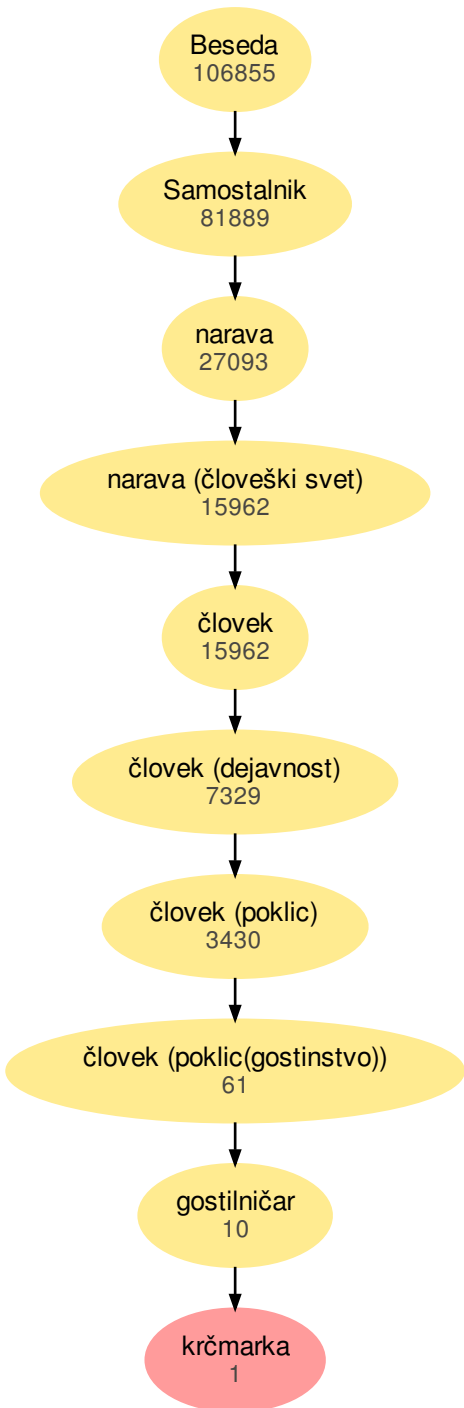 Beseda
106855
Samostalnik
81889
narava
27093
narava (človeški svet)
15962
človek
15962
človek (dejavnost)
7329
človek (poklic)
3430
človek (poklic(gostinstvo))
61
gostilničar
10
krčmarka
1